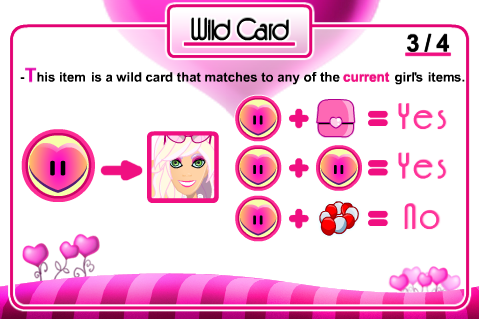 Wild Card
3 / 4
-This item is a wild card that matches to any of the current girl's items.
+ = Yes
+ = Yes
+ = No